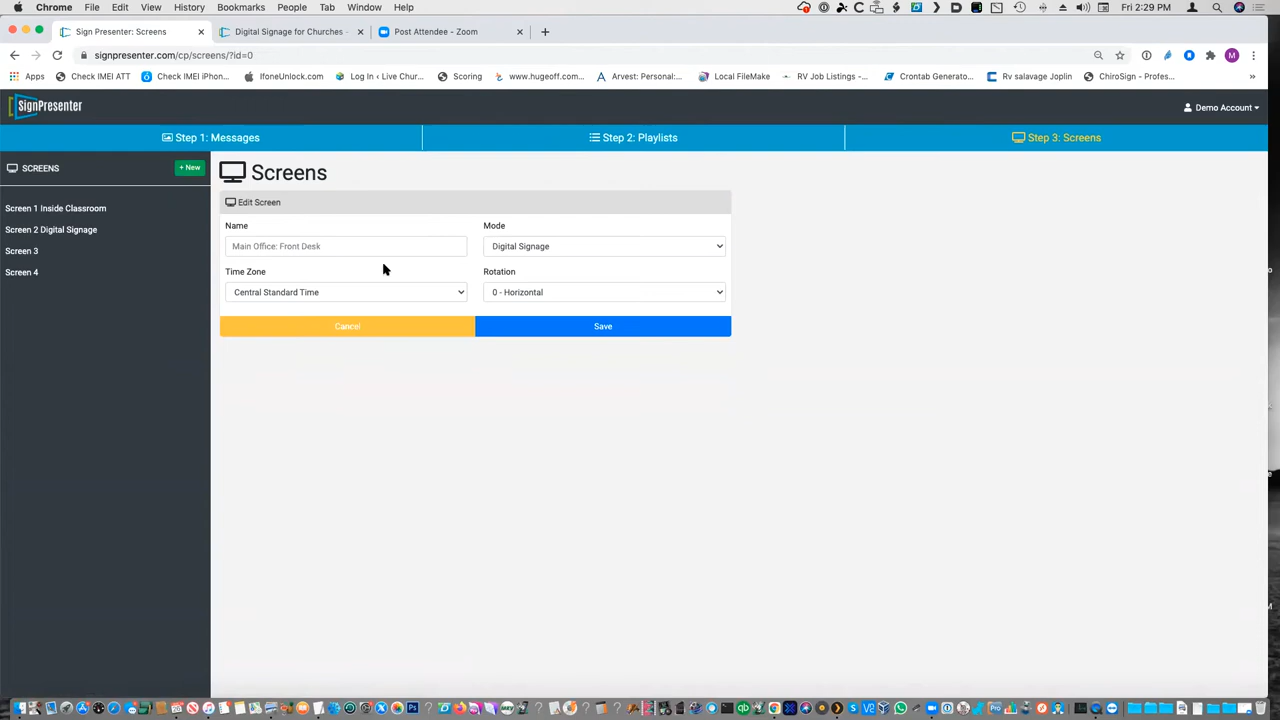 Chrome File Edit View History Bookmarks People Tab Window Help Fri 2:29 PM
Sign Presenter: Screens Digital Signage for Churches - Post Attendee - Zoom
signpresenter.com/cp/screens/?id=0
Apps Check IMEI ATT Check IMEI iPhon... IfoneUnlock.com Log In ‹ Live Chur... Scoring www.hugeoff.com... Arvest: Personal:... Local FileMake RV Job Listings -... Crontab Generato... Rv salavage Joplin ChiroSign - Profes...
SignPresenter Demo Account
Step 1: Messages Step 2: Playlists Step 3: Screens
SCREENS + New
Screens
Edit Screen
Screen 1 Inside Classroom
Screen 2 Digital Signage
Screen 3
Screen 4
Name Mode
Main Office: Front Desk Digital Signage
Time Zone Rotation
Central Standard Time 0 - Horizontal
Cancel Save